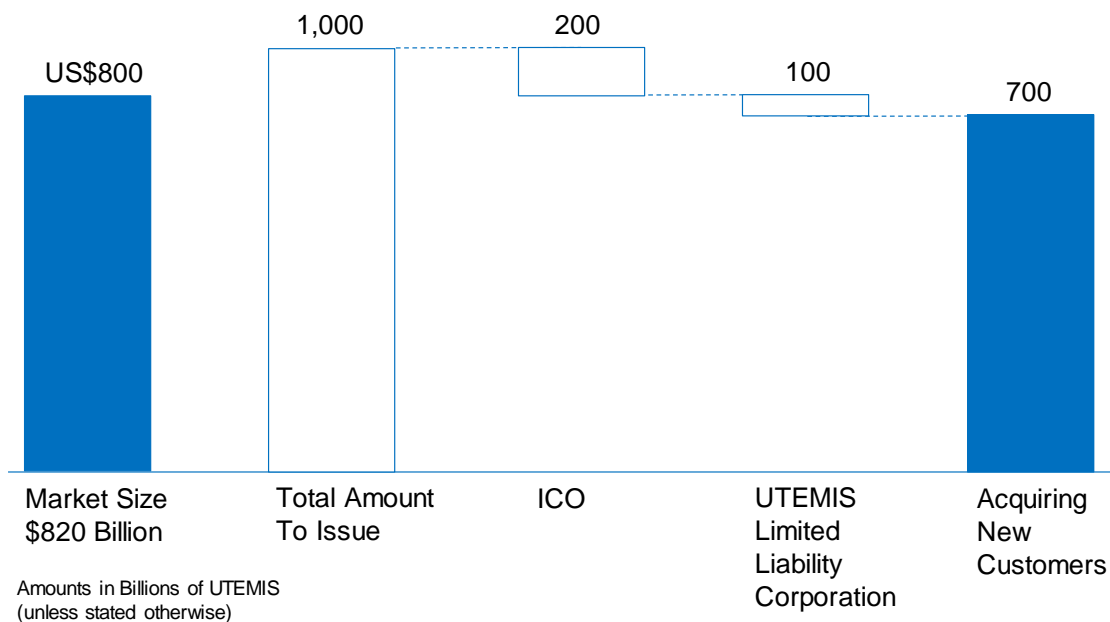 1,000
200
US$800
100
700
Market Size
$820 Billion
Total Amount
To Issue
ICO
UTEMIS
Limited
Liability
Corporation
Acquiring
New
Customers
Amounts in Billions of UTEMIS
(unless stated otherwise)